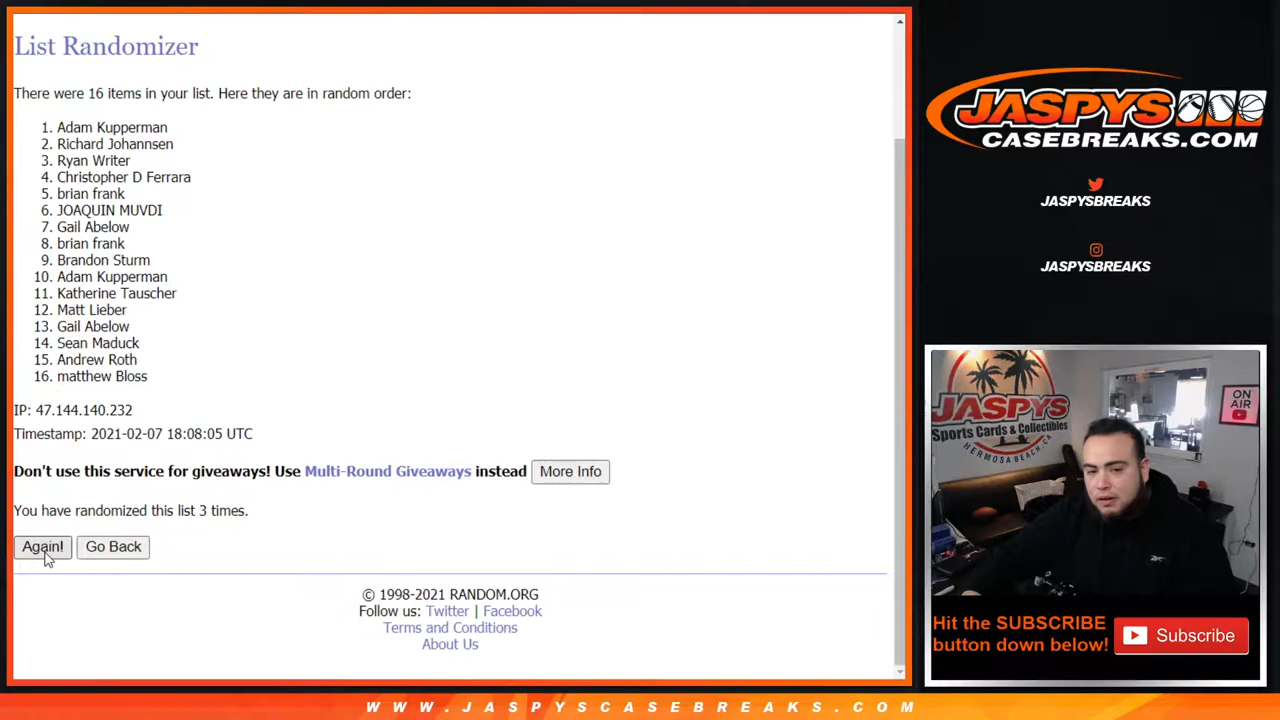 List Randomizer
There were 16 items in your list. Here they are in random order:
1. Adam Kupperman
2. Richard Johannsen
3. Ryan Writer
4. Christopher D Ferrara
5. brian frank
6. JOAQUIN MUVDI
7. Gail Abelow
8. brian frank
9. Brandon Sturm
10. Adam Kupperman
11. Katherine Tauscher
12. Matt Lieber
13. Gail Abelow
14. Sean Maduck
15. Andrew Roth
16. matthew Bloss
IP: 47.144.140.232
Timestamp: 2021-02-07 18:08:05 UTC
Don't use this service for giveaways! Use Multi-Round Giveaways instead More Info
You have randomized this list 3 times.
Again! Go Back
© 1998-2021 RANDOM.ORG
Follow us: Twitter | Facebook
Terms and Conditions
About Us
JASPYS
CASEBREAKS.COM
JASPYSBREAKS
JASPYSBREAKS
JASPYS
Sports Cards & Collectibles
HERMOSA BEACH, CA
ON
AIR
Hit the SUBSCRIBE
button down below!
Subscribe
WWW.JASPYSCASEBREAKS.COM